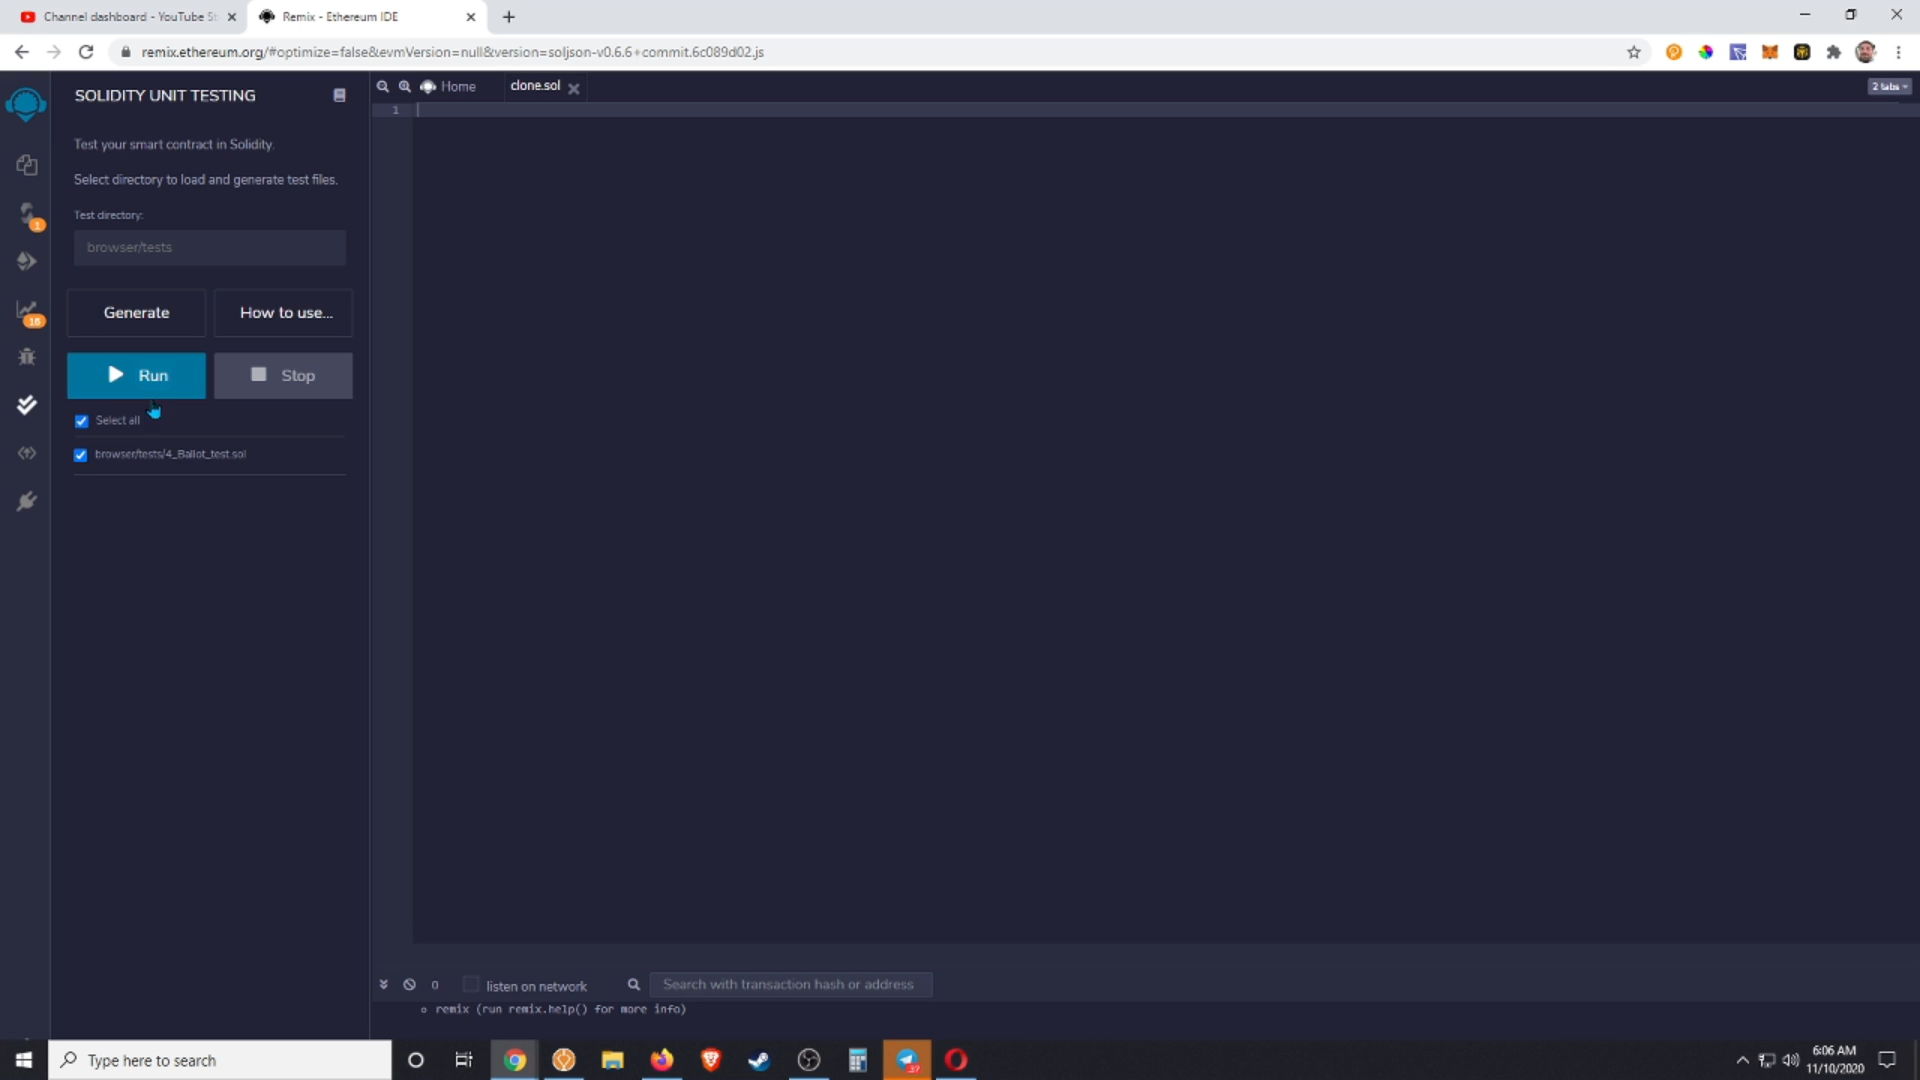 Channel dashboard - YouTube St
Remix - Ethereum IDE
remix.ethereum.org/#optimize=false&evmVersion=null&version=soljson-v0.6.6+commit.6c089d02.js
SOLIDITY UNIT TESTING
Home
clone.sol
2 tabs
1
Test your smart contract in Solidity.
Select directory to load and generate test files.
Test directory:
1
browser/tests
Generate
How to use...
16
Run
Stop
Select all
browser/tests/4_Ballot_test.sol
0
listen on network
Search with transaction hash or address
remix (run remix.help() for more info)
Type here to search
37
6:06 AM
11/10/2020